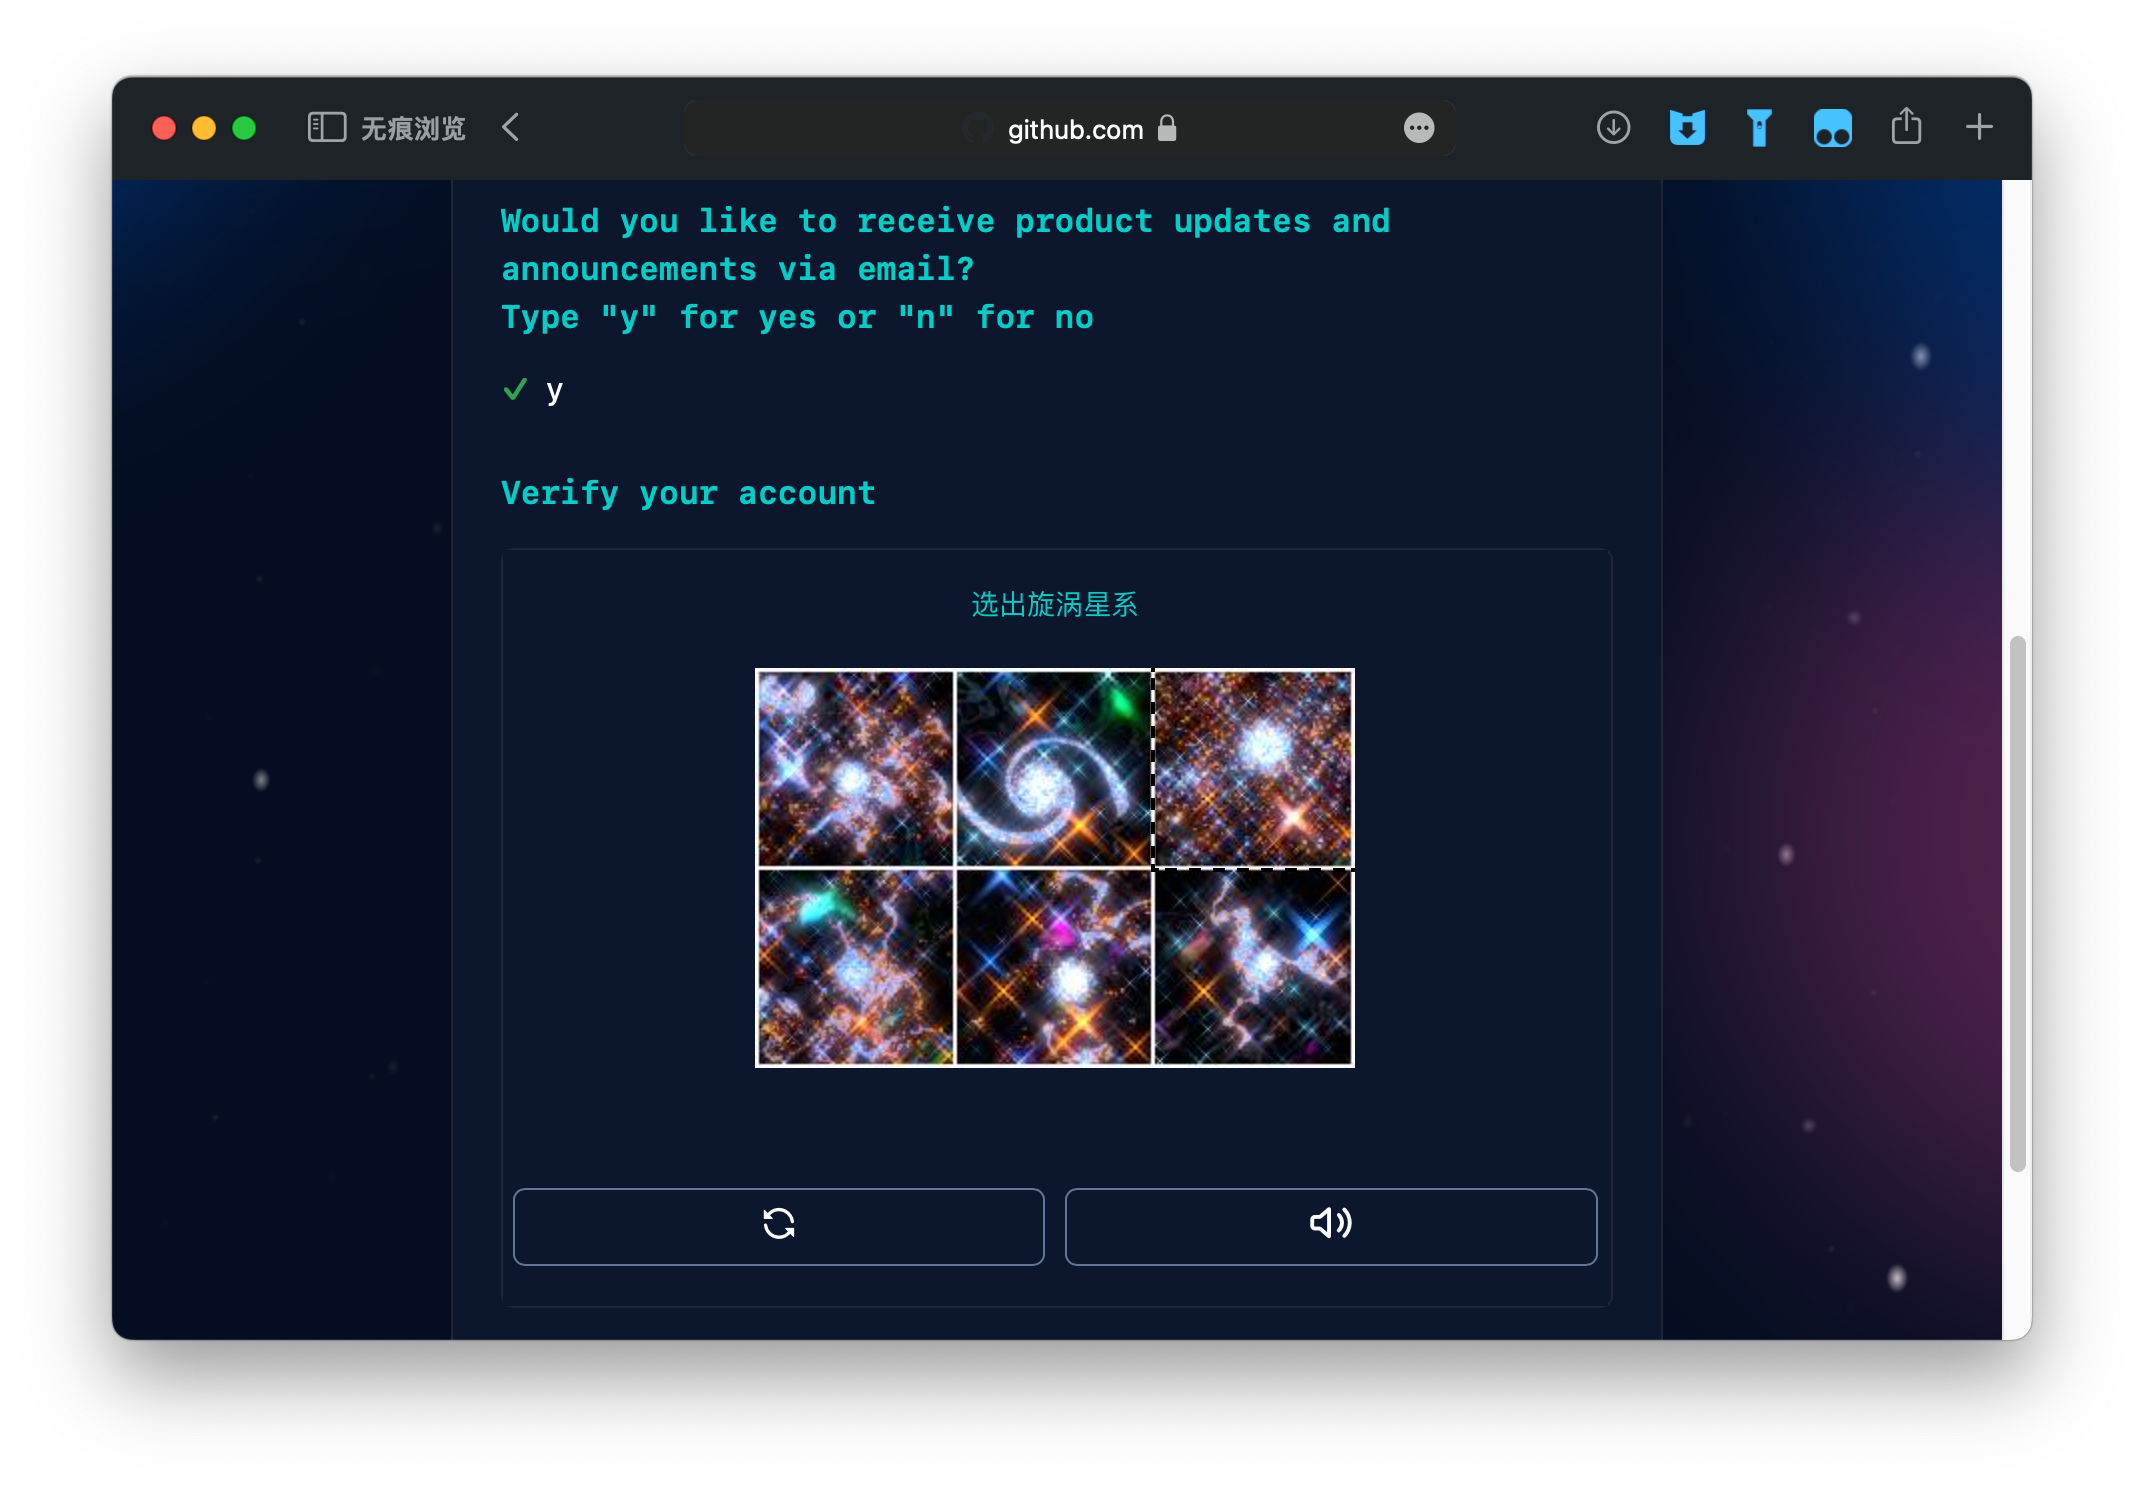 无痕浏览
github.com
Would you like to receive product updates and
announcements via email?
Type "y" for yes or "n" for no
y
Verify your account
选出旋涡星系